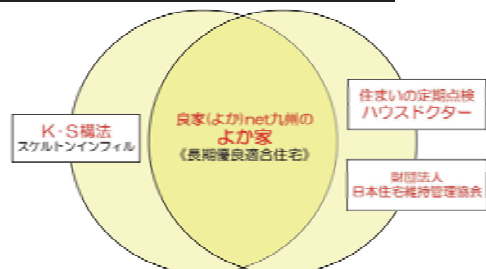 K・S構法
スケルトンインフィル
良家(よか)net九州の
よか家
《長期優良適合住宅》
住まいの定期点検
ハウスドクター
財団法人
日本住宅維持管理協会